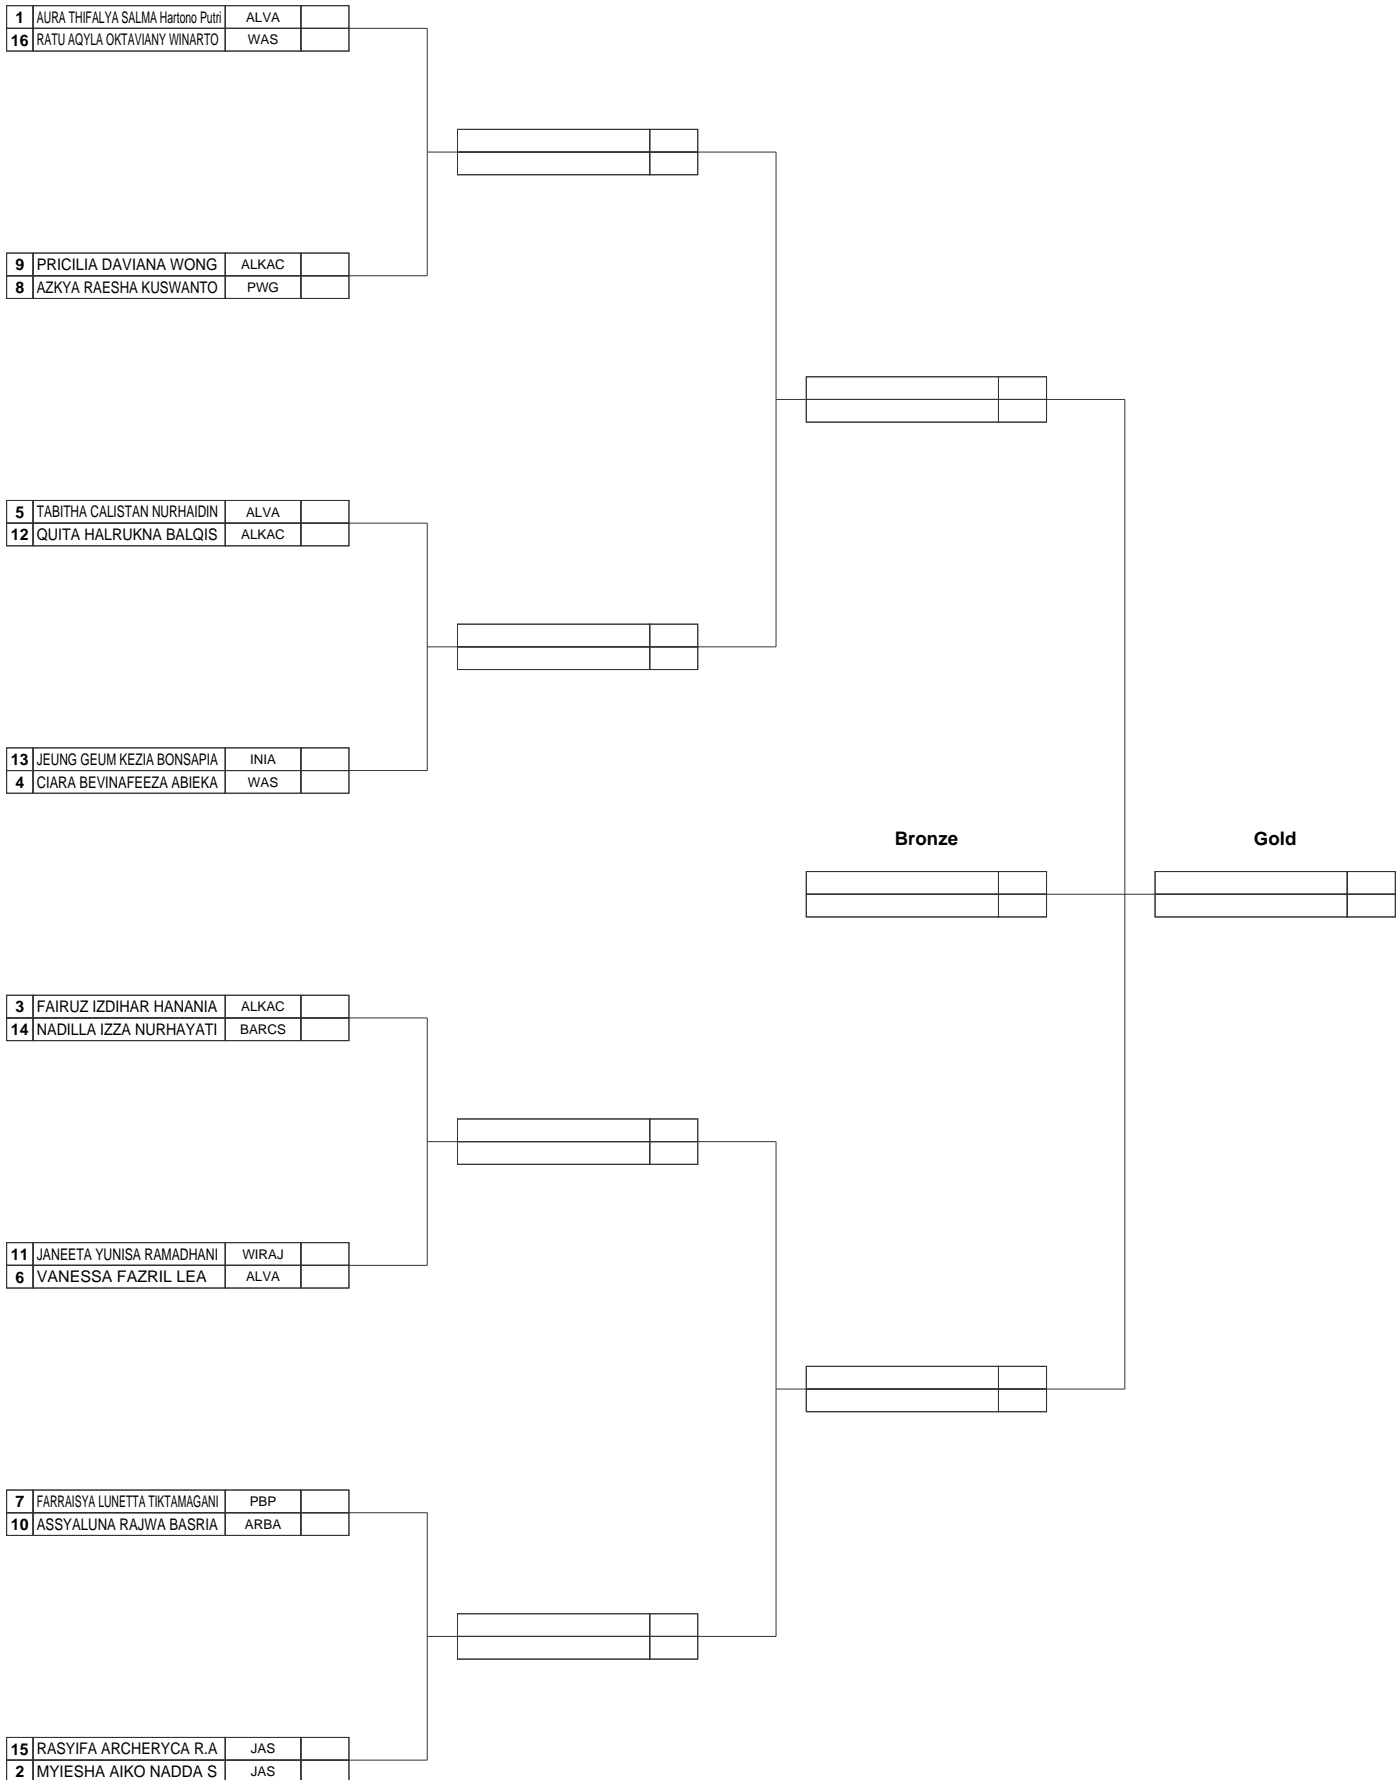 1 AURA THIFALYA SALMA Hartono Putri ALVA
16 RATU AQYLA OKTAVIANY WINARTO WAS
9 PRICILIA DAVIANA WONG ALKAC
8 AZKYA RAESHA KUSWANTO PWG
5 TABITHA CALISTAN NURHAIDIN ALVA
12 QUITA HALRUKNA BALQIS ALKAC
13 JEUNG GEUM KEZIA BONSAPIA INIA
4 CIARA BEVINAFEEZA ABIEKA WAS
Bronze Gold
3 FAIRUZ IZDIHAR HANANIA ALKAC
14 NADILLA IZZA NURHAYATI BARCS
11 JANEETA YUNISA RAMADHANI WIRAJ
6 VANESSA FAZRIL LEA ALVA
7 FARRAISYA LUNETTA TIKTAMAGANI PBP
10 ASSYALUNA RAJWA BASRIA ARBA
15 RASYIFA ARCHERYCA R.A JAS
2 MYIESHA AIKO NADDA S JAS